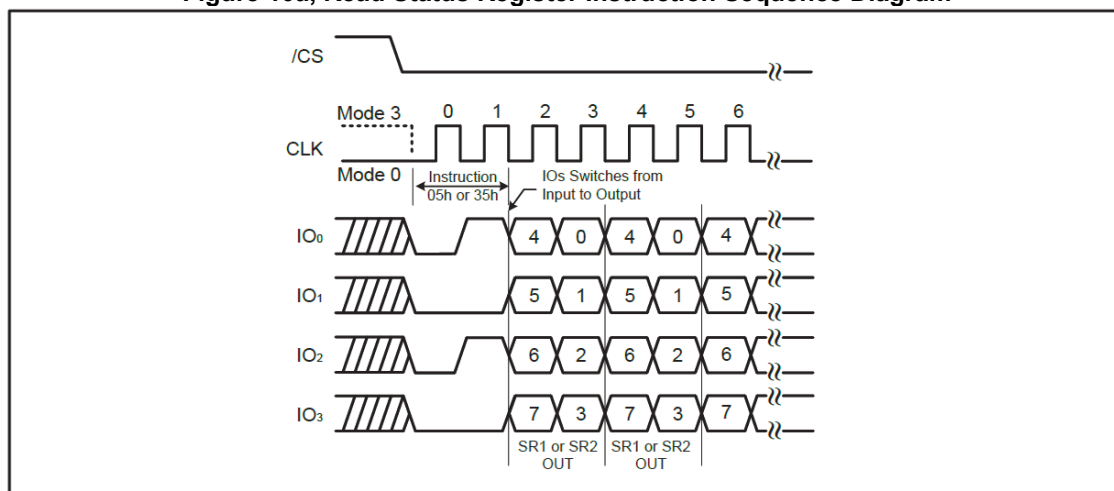 Figure 10a, Read Status Register Instruction Sequence Diagram
/CS
Mode 3 0 1 2 3 4 5 6
CLK
Mode 0 Instruction IOs Switches from
05h or 35h Input to Output
IO0 4 0 4 0 4
IO1 5 1 5 1 5
IO2 6 2 6 2 6
IO3 7 3 7 3 7
SR1 or SR2 SR1 or SR2
OUT OUT